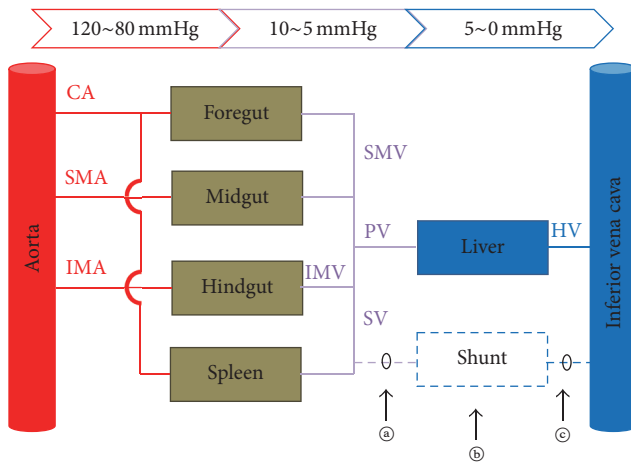 120~80 mmHg
10~5 mmHg
5~0 mmHg
Aorta
CA
Foregut
SMV
SMA
Midgut
PV
Liver
HV
Inferior vena cava
IMA
Hindgut
IMV
SV
Spleen
Shunt
ⓐ
ⓑ
ⓒ